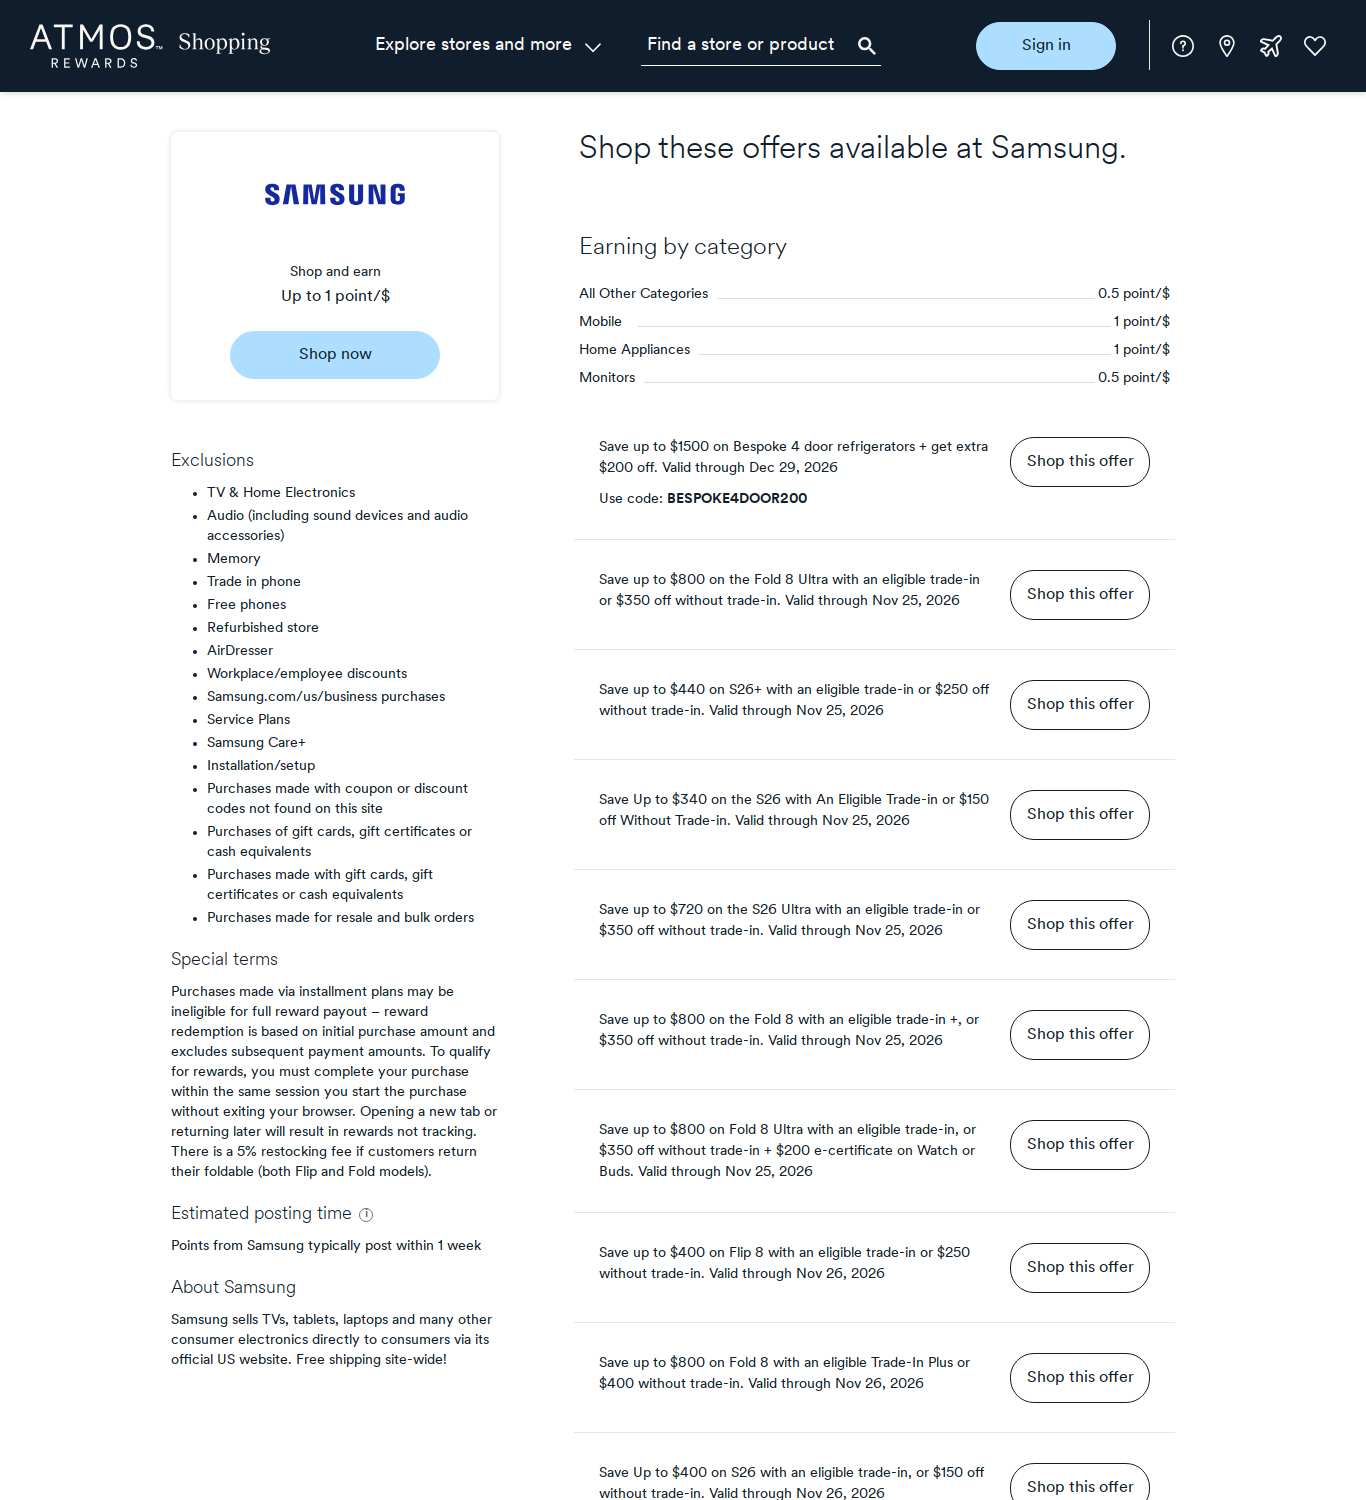 ATMOS™ Shopping
REWARDS
Explore stores and more
Find a store or product
Sign in
SAMSUNG
Shop and earn
Up to 1 point/$
Shop now
Exclusions
• TV & Home Electronics
• Audio (including sound devices and audio
accessories)
• Memory
• Trade in phone
• Free phones
• Refurbished store
• AirDresser
• Workplace/employee discounts
• Samsung.com/us/business purchases
• Service Plans
• Samsung Care+
• Installation/setup
• Purchases made with coupon or discount
codes not found on this site
• Purchases of gift cards, gift certificates or
cash equivalents
• Purchases made with gift cards, gift
certificates or cash equivalents
• Purchases made for resale and bulk orders
Special terms
Purchases made via installment plans may be
ineligible for full reward payout – reward
redemption is based on initial purchase amount and
excludes subsequent payment amounts. To qualify
for rewards, you must complete your purchase
within the same session you start the purchase
without exiting your browser. Opening a new tab or
returning later will result in rewards not tracking.
There is a 5% restocking fee if customers return
their foldable (both Flip and Fold models).
Estimated posting time
Points from Samsung typically post within 1 week
About Samsung
Samsung sells TVs, tablets, laptops and many other
consumer electronics directly to consumers via its
official US website. Free shipping site-wide!
Shop these offers available at Samsung.
Earning by category
All Other Categories 0.5 point/$
Mobile 1 point/$
Home Appliances 1 point/$
Monitors 0.5 point/$
Save up to $1500 on Bespoke 4 door refrigerators + get extra
$200 off. Valid through Dec 29, 2026
Use code: BESPOKE4DOOR200
Shop this offer
Save up to $800 on the Fold 8 Ultra with an eligible trade-in
or $350 off without trade-in. Valid through Nov 25, 2026
Shop this offer
Save up to $440 on S26+ with an eligible trade-in or $250 off
without trade-in. Valid through Nov 25, 2026
Shop this offer
Save Up to $340 on the S26 with An Eligible Trade-in or $150
off Without Trade-in. Valid through Nov 25, 2026
Shop this offer
Save up to $720 on the S26 Ultra with an eligible trade-in or
$350 off without trade-in. Valid through Nov 25, 2026
Shop this offer
Save up to $800 on the Fold 8 with an eligible trade-in +, or
$350 off without trade-in. Valid through Nov 25, 2026
Shop this offer
Save up to $800 on Fold 8 Ultra with an eligible trade-in, or
$350 off without trade-in + $200 e-certificate on Watch or
Buds. Valid through Nov 25, 2026
Shop this offer
Save up to $400 on Flip 8 with an eligible trade-in or $250
without trade-in. Valid through Nov 26, 2026
Shop this offer
Save up to $800 on Fold 8 with an eligible Trade-In Plus or
$400 without trade-in. Valid through Nov 26, 2026
Shop this offer
Save Up to $400 on S26 with an eligible trade-in, or $150 off
without trade-in. Valid through Nov 26, 2026
Shop this offer